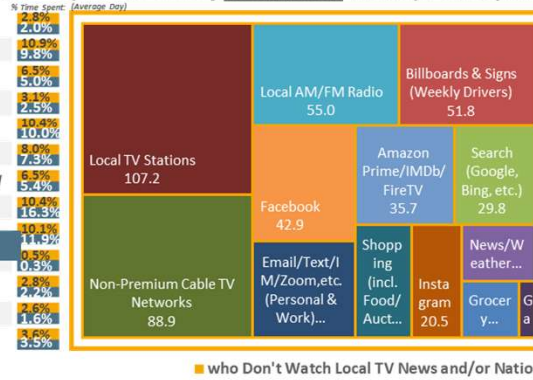 % Time Spent: (Average Day)
2.8%
2.0%
10.9%
9.8%
6.5%
5.0%
3.1%
2.5%
10.4%
10.0%
8.0%
7.3%
6.5%
5.4%
10.4%
16.3%
10.1%
11.9%
0.5%
0.3%
2.8%
2.2%
2.6%
1.6%
3.6%
3.5%
Local TV Stations
107.2
Non-Premium Cable TV
Networks
88.9
Local AM/FM Radio
55.0
Billboards & Signs
(Weekly Drivers)
51.8
Facebook
42.9
Amazon
Prime/IMDb/
FireTV
35.7
Search
(Google,
Bing, etc.)
29.8
Email/Text/I
M/Zoom,etc.
(Personal &
Work)...
Shopp
ing
(incl.
Food/
Auct...
Insta
gram
20.5
News/W
eather...
Grocer
y...
G
a
who Don't Watch Local TV News and/or Natio